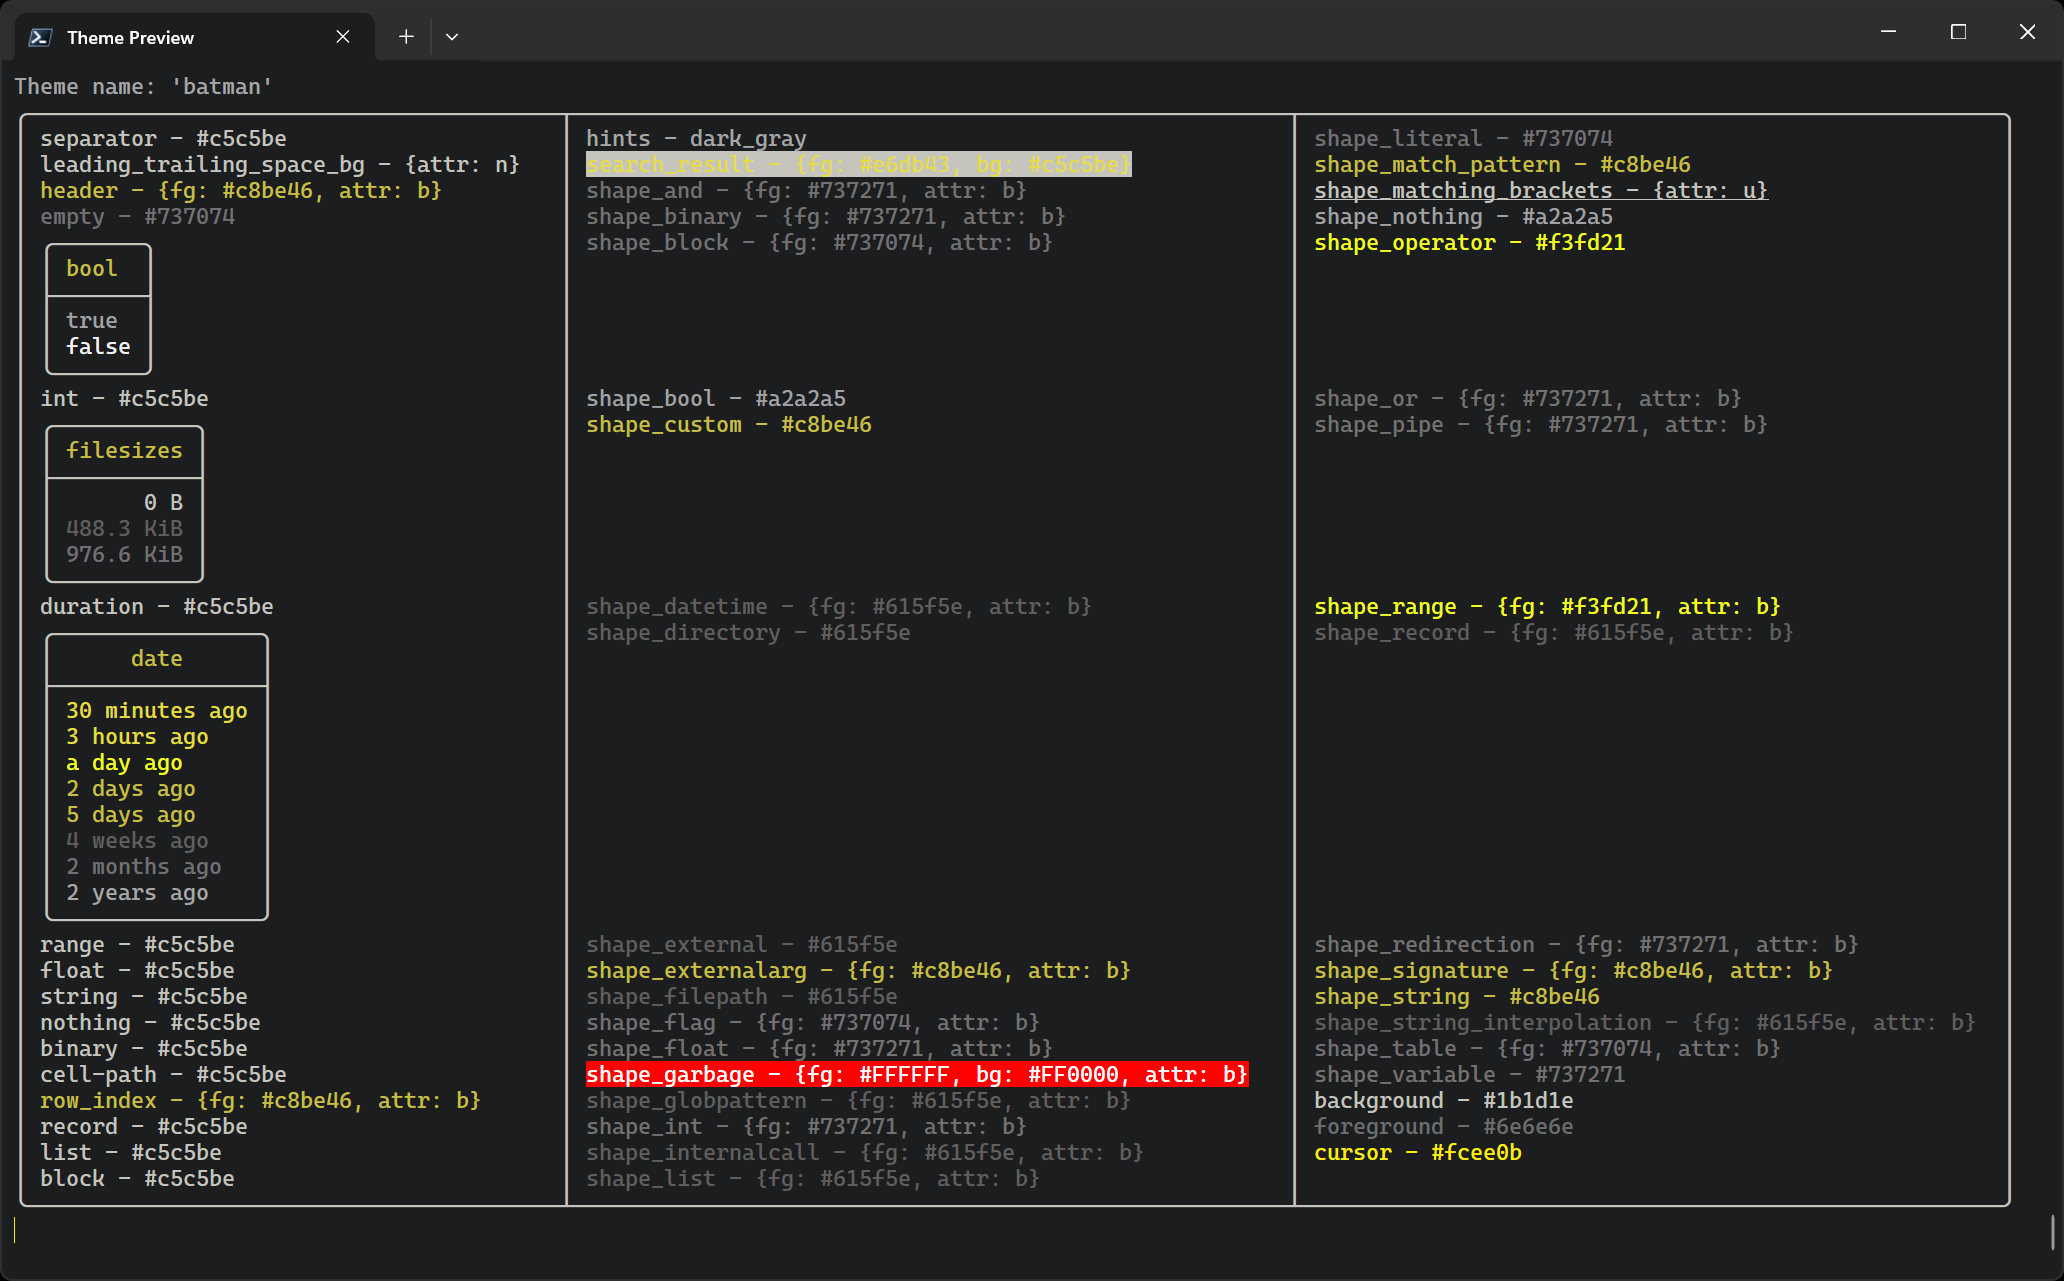 Theme Preview
Theme name: 'batman'
separator - #c5c5be
leading_trailing_space_bg - {attr: n}
header - {fg: #c8be46, attr: b}
empty - #737074
bool
true
false
int - #c5c5be
filesizes
0 B
488.3 KiB
976.6 KiB
duration - #c5c5be
date
30 minutes ago
3 hours ago
a day ago
2 days ago
5 days ago
4 weeks ago
2 months ago
2 years ago
range - #c5c5be
float - #c5c5be
string - #c5c5be
nothing - #c5c5be
binary - #c5c5be
cell-path - #c5c5be
row_index - {fg: #c8be46, attr: b}
record - #c5c5be
list - #c5c5be
block - #c5c5be
hints - dark_gray
search_result - {fg: #e6db43, bg: #c5c5be}
shape_and - {fg: #737271, attr: b}
shape_binary - {fg: #737271, attr: b}
shape_block - {fg: #737074, attr: b}
shape_bool - #a2a2a5
shape_custom - #c8be46
shape_datetime - {fg: #615f5e, attr: b}
shape_directory - #615f5e
shape_external - #615f5e
shape_externalarg - {fg: #c8be46, attr: b}
shape_filepath - #615f5e
shape_flag - {fg: #737074, attr: b}
shape_float - {fg: #737271, attr: b}
shape_garbage - {fg: #FFFFFF, bg: #FF0000, attr: b}
shape_globpattern - {fg: #615f5e, attr: b}
shape_int - {fg: #737271, attr: b}
shape_internalcall - {fg: #615f5e, attr: b}
shape_list - {fg: #615f5e, attr: b}
shape_literal - #737074
shape_match_pattern - #c8be46
shape_matching_brackets - {attr: u}
shape_nothing - #a2a2a5
shape_operator - #f3fd21
shape_or - {fg: #737271, attr: b}
shape_pipe - {fg: #737271, attr: b}
shape_range - {fg: #f3fd21, attr: b}
shape_record - {fg: #615f5e, attr: b}
shape_redirection - {fg: #737271, attr: b}
shape_signature - {fg: #c8be46, attr: b}
shape_string - #c8be46
shape_string_interpolation - {fg: #615f5e, attr: b}
shape_table - {fg: #737074, attr: b}
shape_variable - #737271
background - #1b1d1e
foreground - #6e6e6e
cursor - #fcee0b